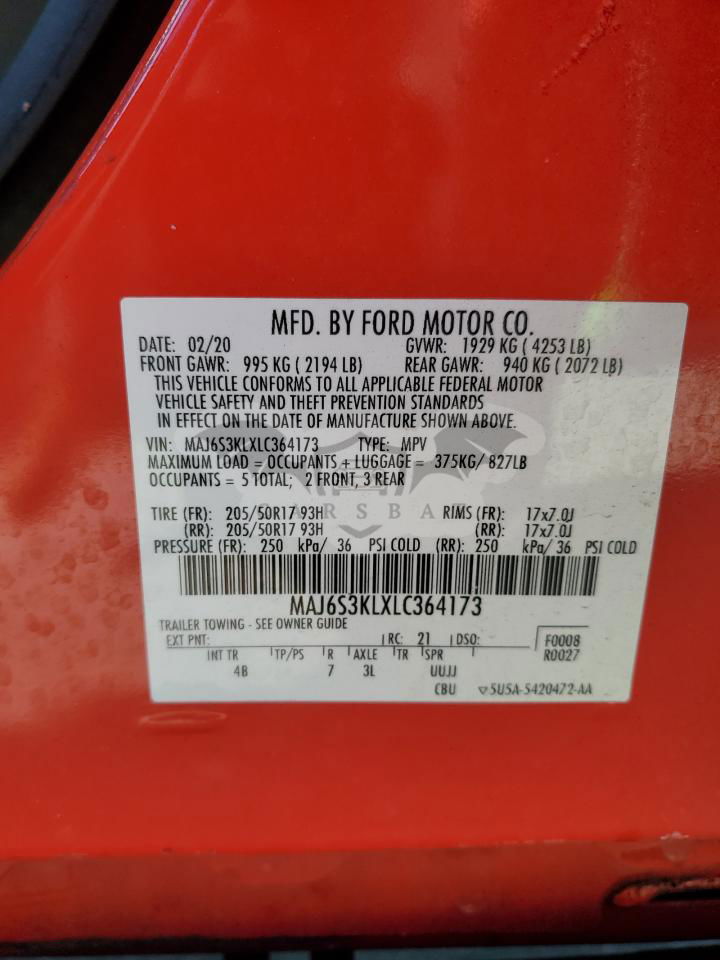 MFD. BY FORD MOTOR CO.
DATE: 02/20 GVWR: 1929 KG ( 4253 LB)
FRONT GAWR: 995 KG ( 2194 LB) REAR GAWR: 940 KG ( 2072 LB)
THIS VEHICLE CONFORMS TO ALL APPLICABLE FEDERAL MOTOR
VEHICLE SAFETY AND THEFT PREVENTION STANDARDS
IN EFFECT ON THE DATE OF MANUFACTURE SHOWN ABOVE.
VIN: MAJ6S3KLXLC364173 TYPE: MPV
MAXIMUM LOAD = OCCUPANTS + LUGGAGE = 375KG/ 827LB
OCCUPANTS = 5 TOTAL; 2 FRONT, 3 REAR
CARSBAT
TIRE (FR): 205/50R17 93H RIMS (FR): 17x7.0J
(RR): 205/50R17 93H (RR): 17x7.0J
PRESSURE (FR): 250 kPa/ 36 PSI COLD (RR): 250 kPa/ 36 PSI COLD
MAJ6S3KLXLC364173
TRAILER TOWING - SEE OWNER GUIDE
EXT PNT: RC: 21 DSO: F0008
INT TR TP/PS R AXLE TR SPR R0027
4B 7 3L UUJJ
CBU 5U5A-5420472-AA